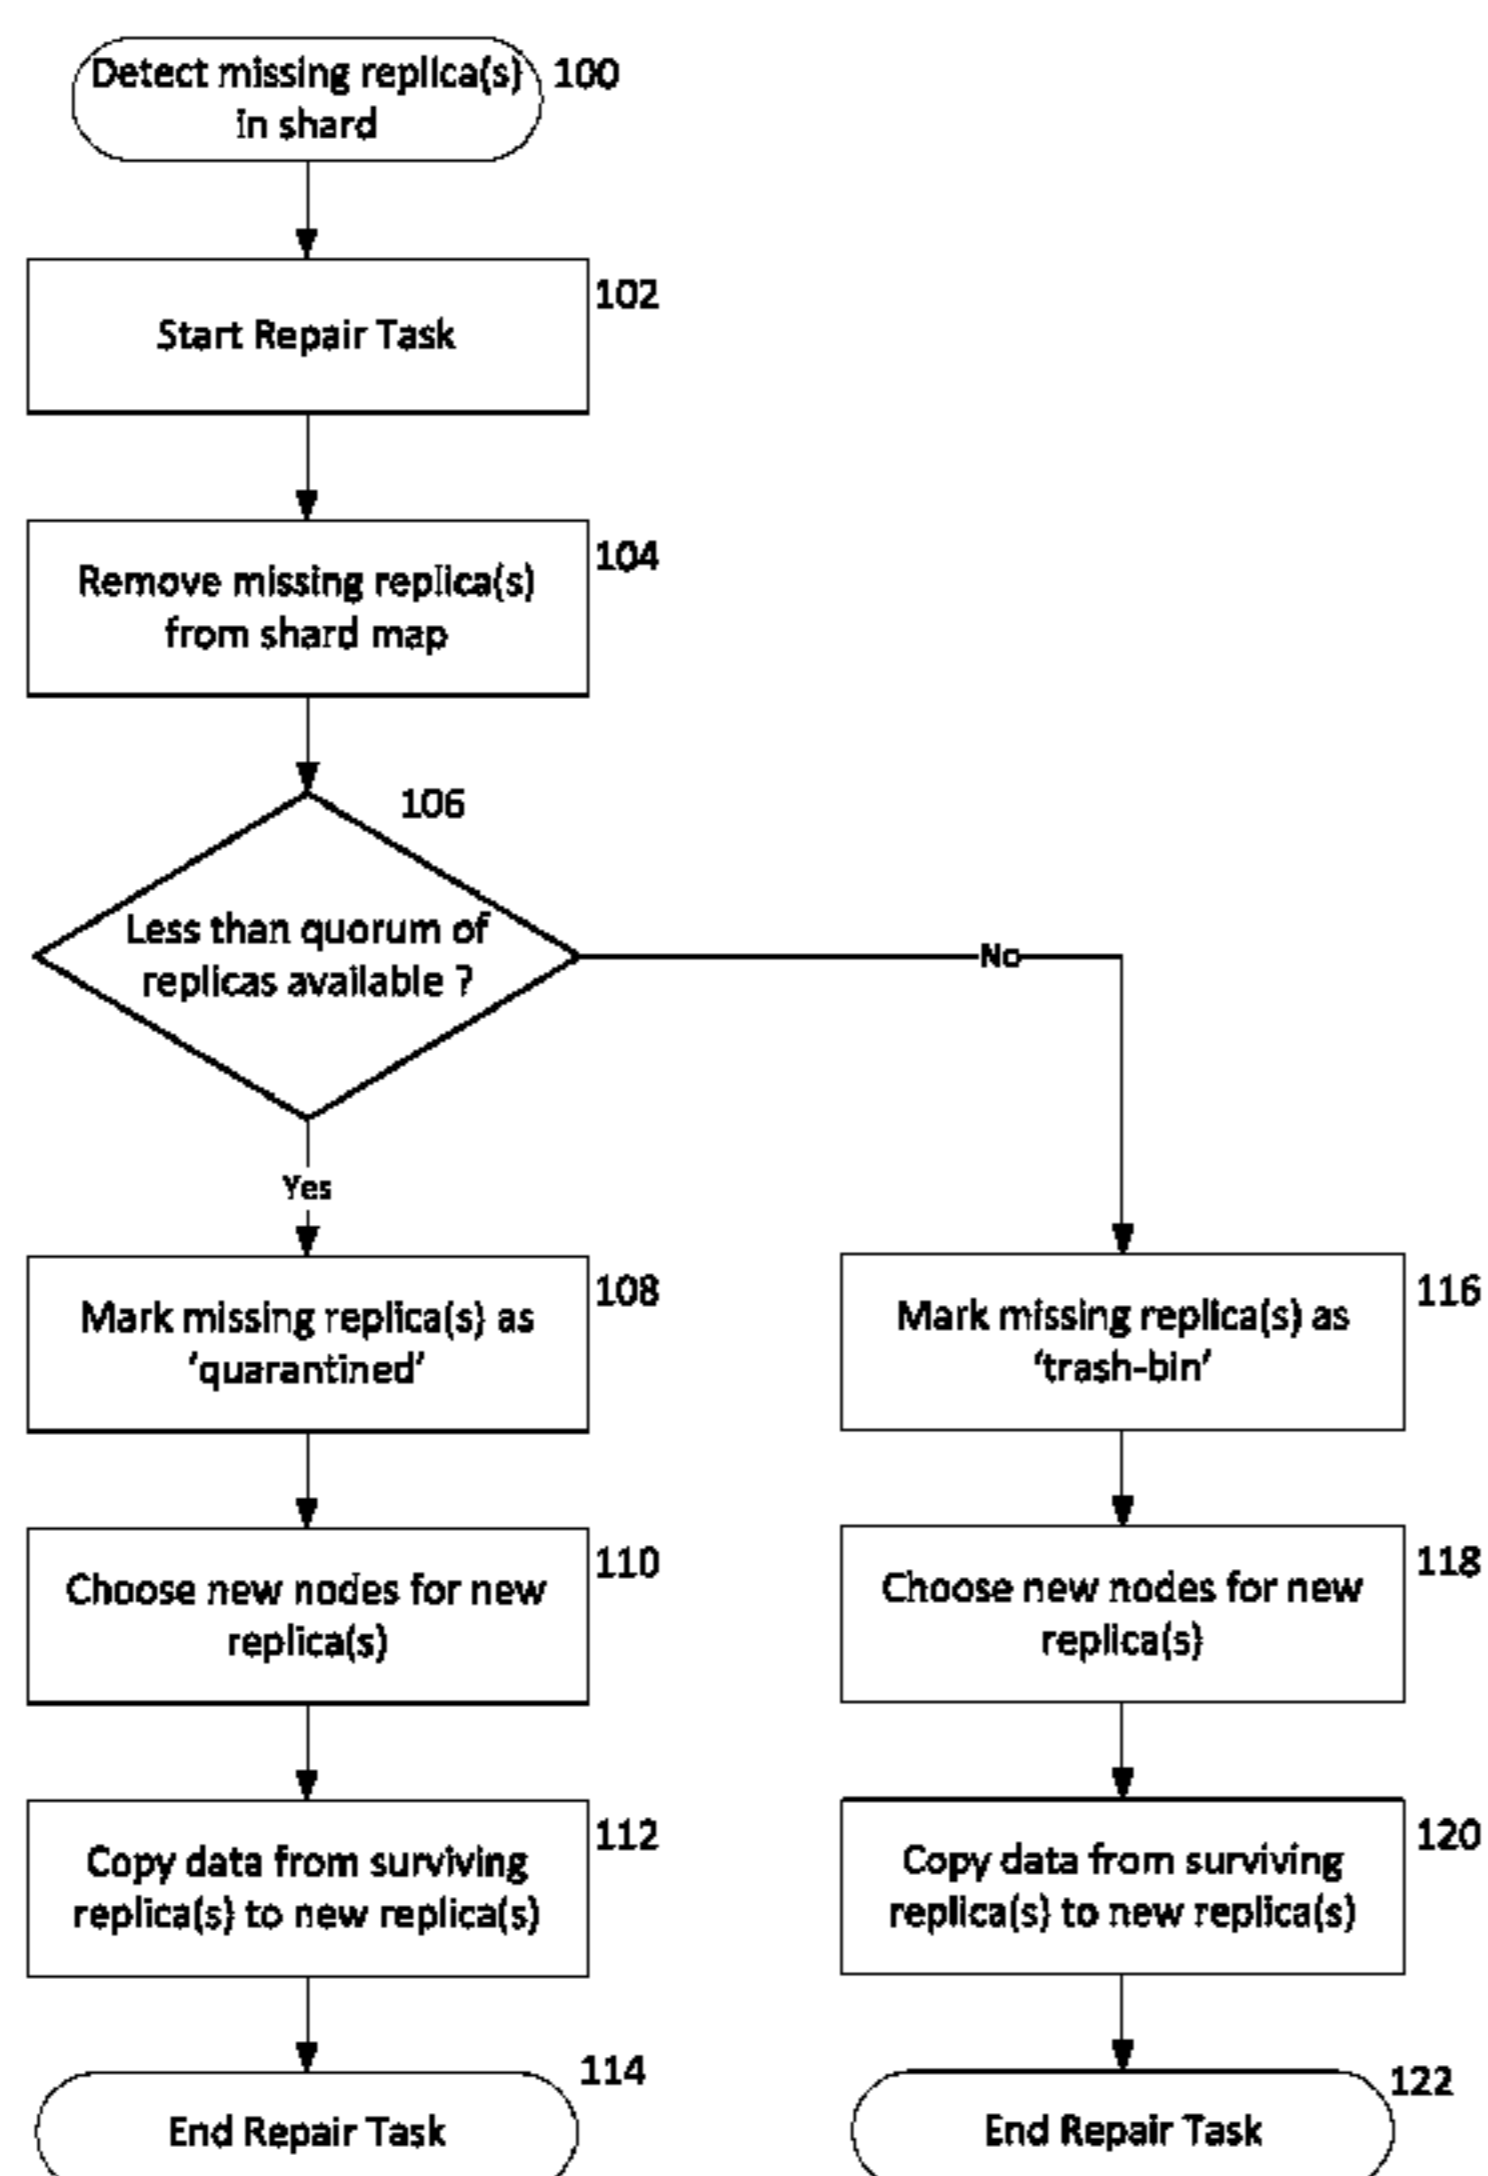 Detect missing replica(s)
in shard
100
Start Repair Task
102
Remove missing replica(s)
from shard map
104
106
Less than quorum of
replicas available ?
No
Yes
Mark missing replica(s) as
‘quarantined’
108
Mark missing replica(s) as
‘trash-bin’
116
Choose new nodes for new
replica(s)
110
Choose new nodes for new
replica(s)
118
Copy data from surviving
replica(s) to new replica(s)
112
Copy data from surviving
replica(s) to new replica(s)
120
End Repair Task
114
End Repair Task
122